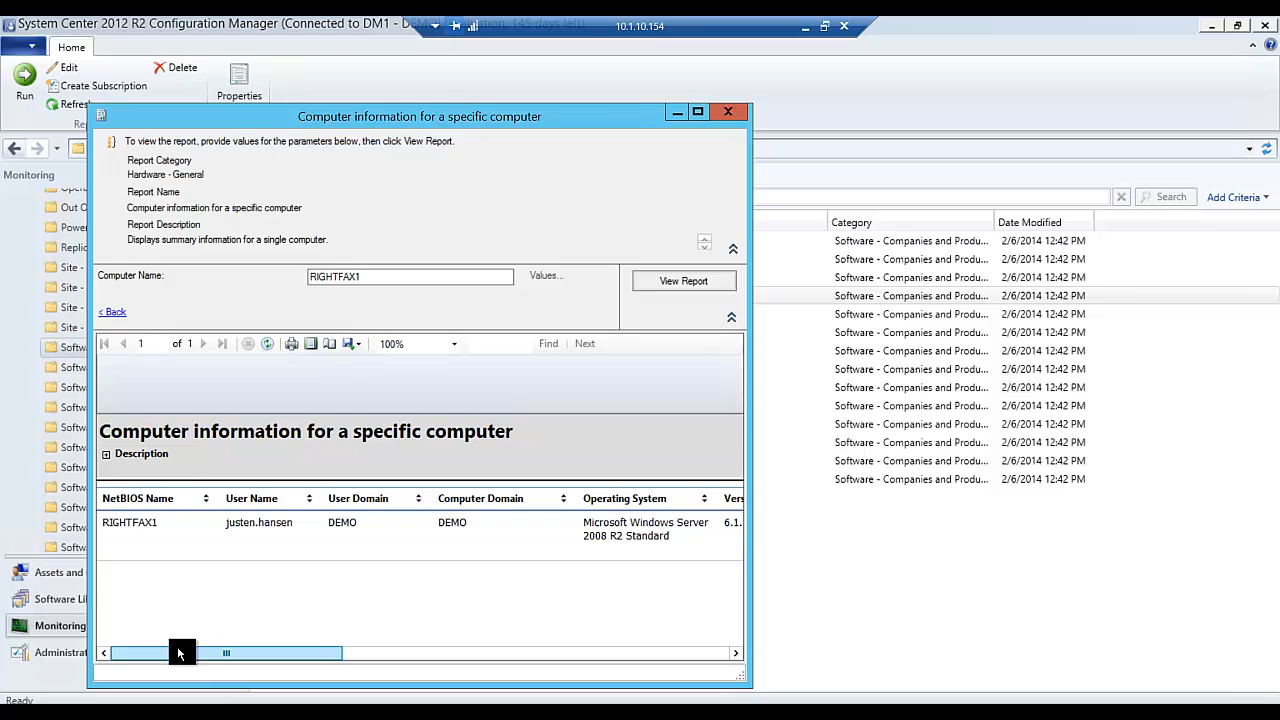 System Center 2012 R2 Configuration Manager (Connected to DM1 -
10.1.10.154
Home
Run
Edit
Create Subscription
Refresh
Delete
Properties
Monitoring
Search
Add Criteria
Out O
Power
Replic
Site -
Site -
Site -
Site -
Softw
Softw
Softw
Softw
Softw
Softw
Softw
Softw
Softw
Softw
Softw
Assets and
Software Li
Monitoring
Administrat
Ready
Computer information for a specific computer
To view the report, provide values for the parameters below, then click View Report.
Report Category
Hardware - General
Report Name
Computer information for a specific computer
Report Description
Displays summary information for a single computer.
Computer Name: RIGHTFAX1 Values...
View Report
< Back
1 of 1 100% Find Next
Computer information for a specific computer
Description
NetBIOS Name User Name User Domain Computer Domain Operating System Vers
RIGHTFAX1 justen.hansen DEMO DEMO Microsoft Windows Server 6.1.
2008 R2 Standard
Category Date Modified
Software - Companies and Produ... 2/6/2014 12:42 PM
Software - Companies and Produ... 2/6/2014 12:42 PM
Software - Companies and Produ... 2/6/2014 12:42 PM
Software - Companies and Produ... 2/6/2014 12:42 PM
Software - Companies and Produ... 2/6/2014 12:42 PM
Software - Companies and Produ... 2/6/2014 12:42 PM
Software - Companies and Produ... 2/6/2014 12:42 PM
Software - Companies and Produ... 2/6/2014 12:42 PM
Software - Companies and Produ... 2/6/2014 12:42 PM
Software - Companies and Produ... 2/6/2014 12:42 PM
Software - Companies and Produ... 2/6/2014 12:42 PM
Software - Companies and Produ... 2/6/2014 12:42 PM
Software - Companies and Produ... 2/6/2014 12:42 PM
Software - Companies and Produ... 2/6/2014 12:42 PM